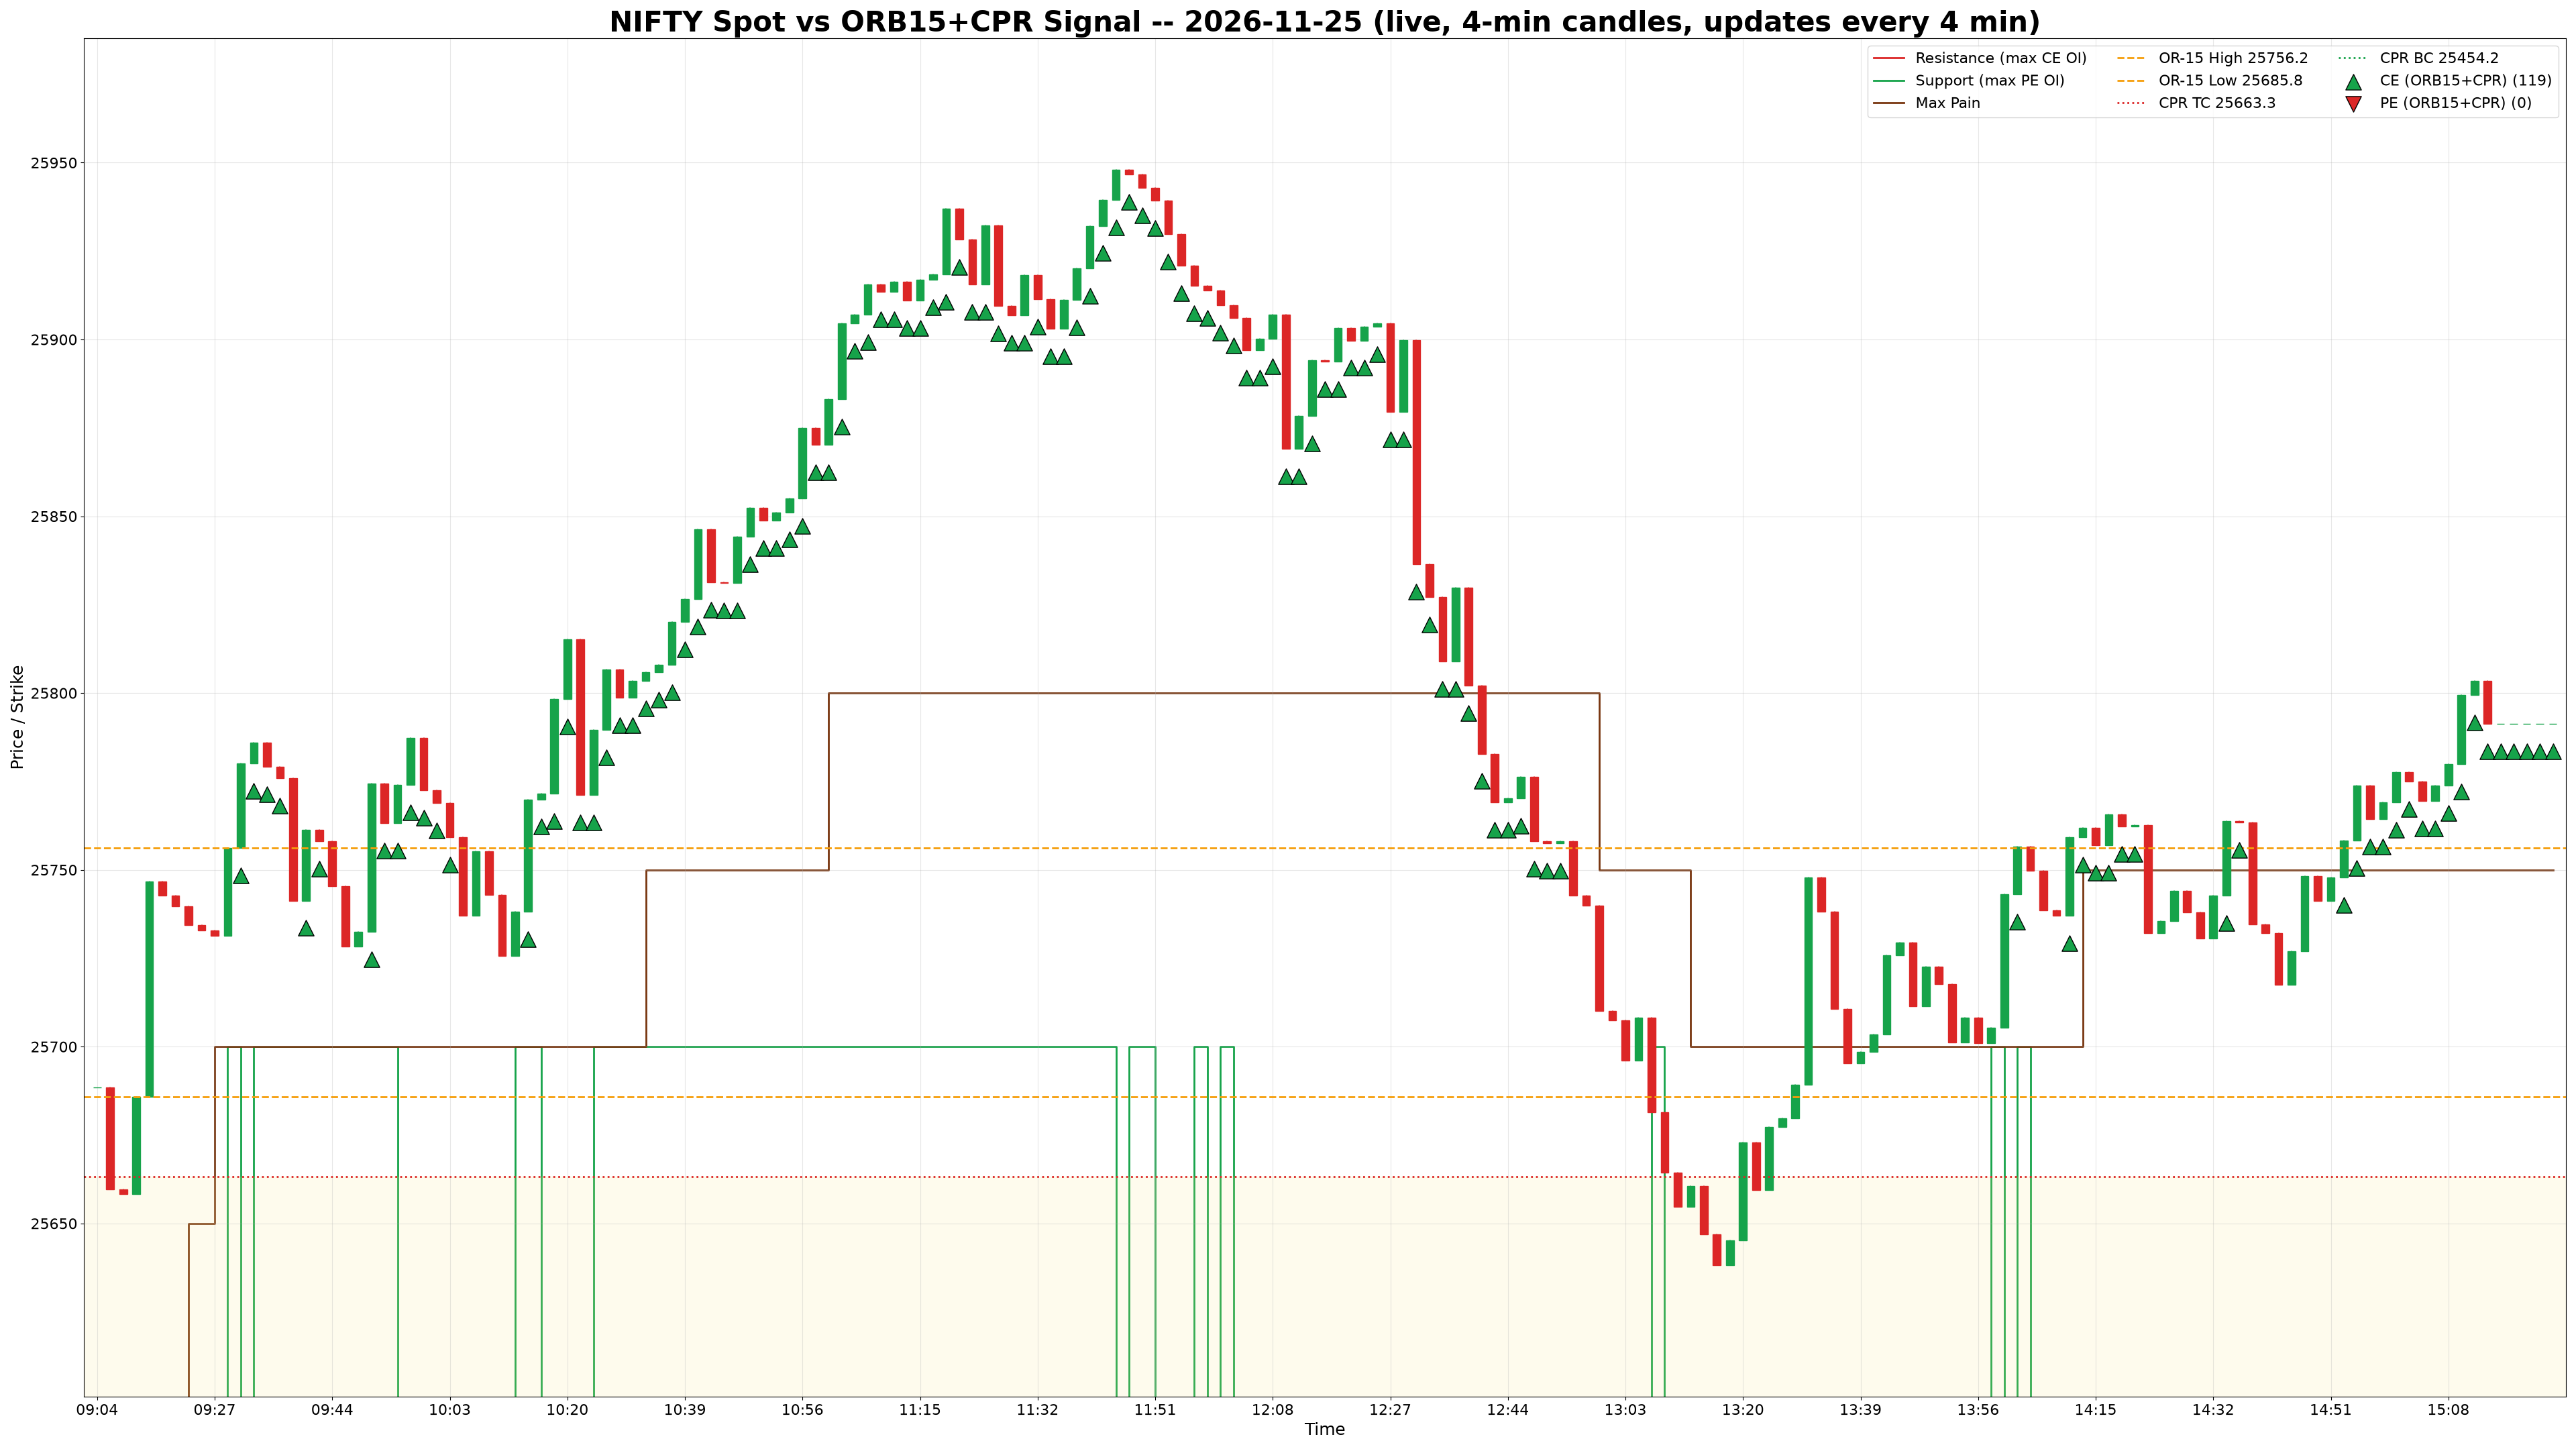 NIFTY Spot vs ORB15+CPR Signal -- 2026-11-25 (live, 4-min candles, updates every 4 min)
Resistance (max CE OI)
Support (max PE OI)
Max Pain
OR-15 High 25756.2
OR-15 Low 25685.8
CPR TC 25663.3
CPR BC 25454.2
CE (ORB15+CPR) (119)
PE (ORB15+CPR) (0)
Price / Strike
25950
25900
25850
25800
25750
25700
25650
09:04 09:27 09:44 10:03 10:20 10:39 10:56 11:15 11:32 11:51 12:08 12:27 12:44 13:03 13:20 13:39 13:56 14:15 14:32 14:51 15:08
Time